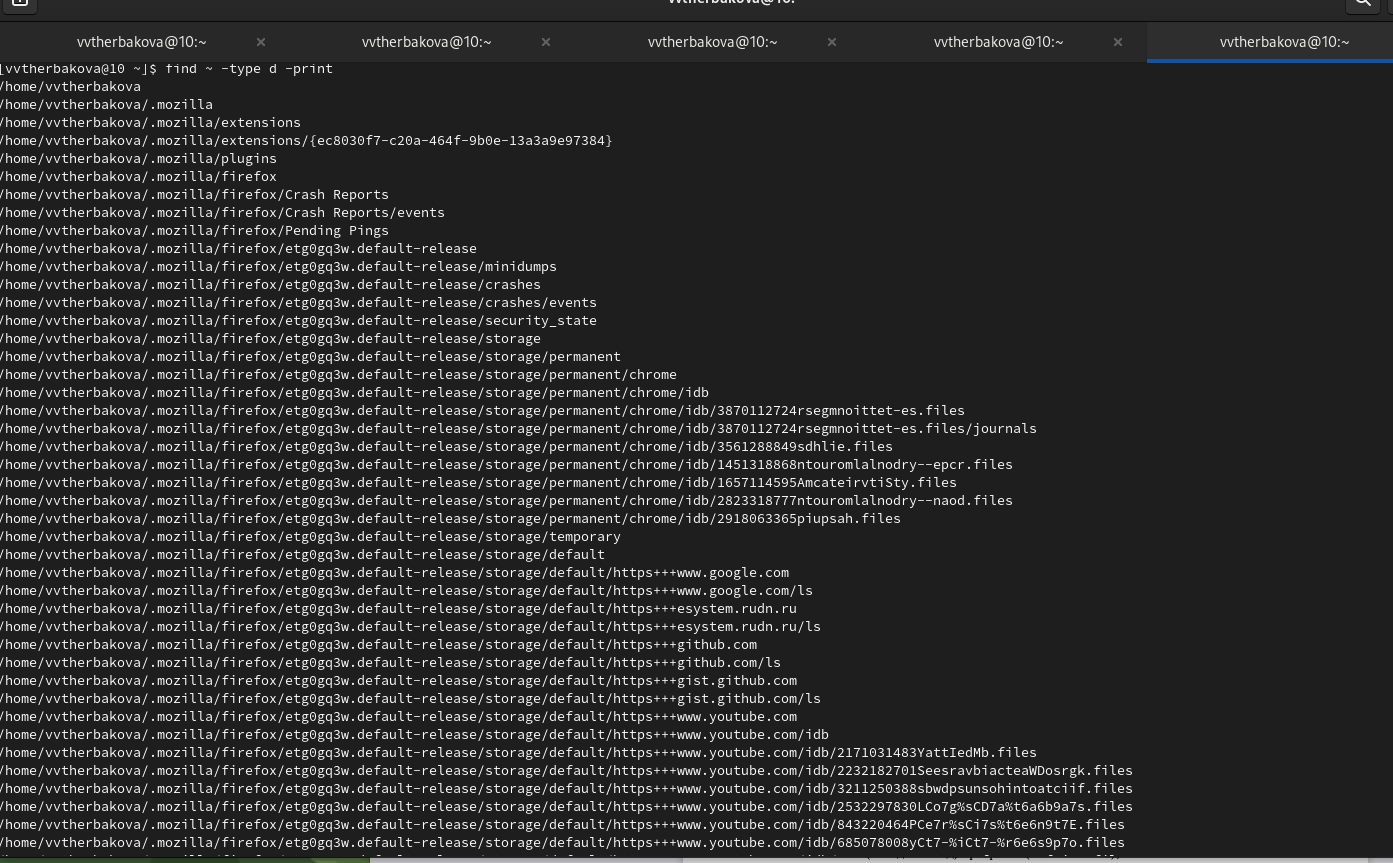 vvtherbakova@10:~
vvtherbakova@10:~ × vvtherbakova@10:~ × vvtherbakova@10:~ × vvtherbakova@10:~ × vvtherbakova@10:~
[vvtherbakova@10 ~]$ find ~ -type d -print
/home/vvtherbakova
/home/vvtherbakova/.mozilla
/home/vvtherbakova/.mozilla/extensions
/home/vvtherbakova/.mozilla/extensions/{ec8030f7-c20a-464f-9b0e-13a3a9e97384}
/home/vvtherbakova/.mozilla/plugins
/home/vvtherbakova/.mozilla/firefox
/home/vvtherbakova/.mozilla/firefox/Crash Reports
/home/vvtherbakova/.mozilla/firefox/Crash Reports/events
/home/vvtherbakova/.mozilla/firefox/Pending Pings
/home/vvtherbakova/.mozilla/firefox/etg0gq3w.default-release
/home/vvtherbakova/.mozilla/firefox/etg0gq3w.default-release/minidumps
/home/vvtherbakova/.mozilla/firefox/etg0gq3w.default-release/crashes
/home/vvtherbakova/.mozilla/firefox/etg0gq3w.default-release/crashes/events
/home/vvtherbakova/.mozilla/firefox/etg0gq3w.default-release/security_state
/home/vvtherbakova/.mozilla/firefox/etg0gq3w.default-release/storage
/home/vvtherbakova/.mozilla/firefox/etg0gq3w.default-release/storage/permanent
/home/vvtherbakova/.mozilla/firefox/etg0gq3w.default-release/storage/permanent/chrome
/home/vvtherbakova/.mozilla/firefox/etg0gq3w.default-release/storage/permanent/chrome/idb
/home/vvtherbakova/.mozilla/firefox/etg0gq3w.default-release/storage/permanent/chrome/idb/3870112724rsegmnoittet-es.files
/home/vvtherbakova/.mozilla/firefox/etg0gq3w.default-release/storage/permanent/chrome/idb/3870112724rsegmnoittet-es.files/journals
/home/vvtherbakova/.mozilla/firefox/etg0gq3w.default-release/storage/permanent/chrome/idb/3561288849sdhlie.files
/home/vvtherbakova/.mozilla/firefox/etg0gq3w.default-release/storage/permanent/chrome/idb/1451318868ntouromlalnodry--epcr.files
/home/vvtherbakova/.mozilla/firefox/etg0gq3w.default-release/storage/permanent/chrome/idb/1657114595AmcateirvtiSty.files
/home/vvtherbakova/.mozilla/firefox/etg0gq3w.default-release/storage/permanent/chrome/idb/2823318777ntouromlalnodry--naod.files
/home/vvtherbakova/.mozilla/firefox/etg0gq3w.default-release/storage/permanent/chrome/idb/2918063365piupsah.files
/home/vvtherbakova/.mozilla/firefox/etg0gq3w.default-release/storage/temporary
/home/vvtherbakova/.mozilla/firefox/etg0gq3w.default-release/storage/default
/home/vvtherbakova/.mozilla/firefox/etg0gq3w.default-release/storage/default/https+++www.google.com
/home/vvtherbakova/.mozilla/firefox/etg0gq3w.default-release/storage/default/https+++www.google.com/ls
/home/vvtherbakova/.mozilla/firefox/etg0gq3w.default-release/storage/default/https+++esystem.rudn.ru
/home/vvtherbakova/.mozilla/firefox/etg0gq3w.default-release/storage/default/https+++esystem.rudn.ru/ls
/home/vvtherbakova/.mozilla/firefox/etg0gq3w.default-release/storage/default/https+++github.com
/home/vvtherbakova/.mozilla/firefox/etg0gq3w.default-release/storage/default/https+++github.com/ls
/home/vvtherbakova/.mozilla/firefox/etg0gq3w.default-release/storage/default/https+++gist.github.com
/home/vvtherbakova/.mozilla/firefox/etg0gq3w.default-release/storage/default/https+++gist.github.com/ls
/home/vvtherbakova/.mozilla/firefox/etg0gq3w.default-release/storage/default/https+++www.youtube.com
/home/vvtherbakova/.mozilla/firefox/etg0gq3w.default-release/storage/default/https+++www.youtube.com/idb
/home/vvtherbakova/.mozilla/firefox/etg0gq3w.default-release/storage/default/https+++www.youtube.com/idb/2171031483YattIedMb.files
/home/vvtherbakova/.mozilla/firefox/etg0gq3w.default-release/storage/default/https+++www.youtube.com/idb/2232182701SeesravbiacteaWDosrgk.files
/home/vvtherbakova/.mozilla/firefox/etg0gq3w.default-release/storage/default/https+++www.youtube.com/idb/3211250388sbwdpsunsohintoatciif.files
/home/vvtherbakova/.mozilla/firefox/etg0gq3w.default-release/storage/default/https+++www.youtube.com/idb/2532297830LCo7g%sCD7a%t6a6b9a7s.files
/home/vvtherbakova/.mozilla/firefox/etg0gq3w.default-release/storage/default/https+++www.youtube.com/idb/843220464PCe7r%sCi7s%t6e6n9t7E.files
/home/vvtherbakova/.mozilla/firefox/etg0gq3w.default-release/storage/default/https+++www.youtube.com/idb/685078008yCt7-%iCt7-%r6e6s9p7o.files